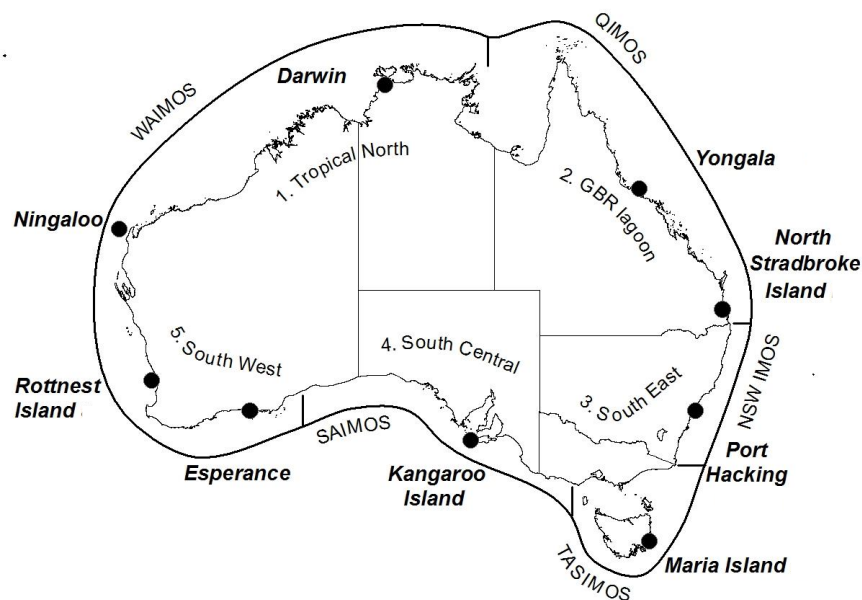 QIMOS
Darwin
WAIMOS
1. Tropical North
Yongala
2. GBR lagoon
Ningaloo
North
Stradbroke
Island
5. South West
4. South Central
3. South East
NSW IMOS
Rottnest
Island
SAIMOS
Esperance
Kangaroo
Island
Port
Hacking
TASIMOS
Maria Island